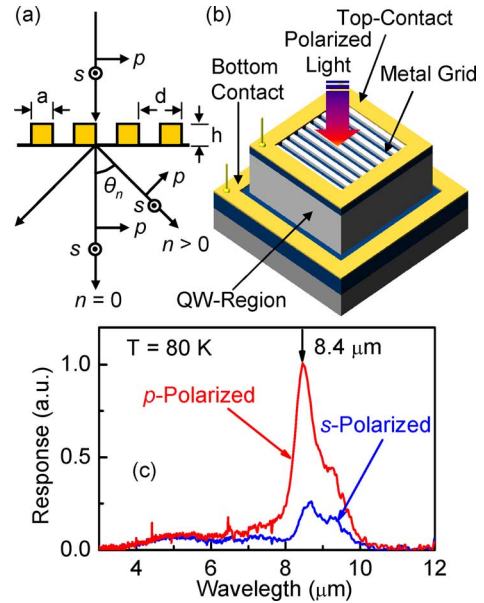 (a)
p
s
a
d
h
θn
p
s
p
s
n > 0
n = 0
(b)
Top-Contact
Polarized
Light
Bottom
Contact
Metal Grid
QW-Region
T = 80 K
8.4 μm
p-Polarized
s-Polarized
(c)
Response (a.u.)
1.0
0.5
0.0
4
6
8
10
12
Wavelegth (μm)